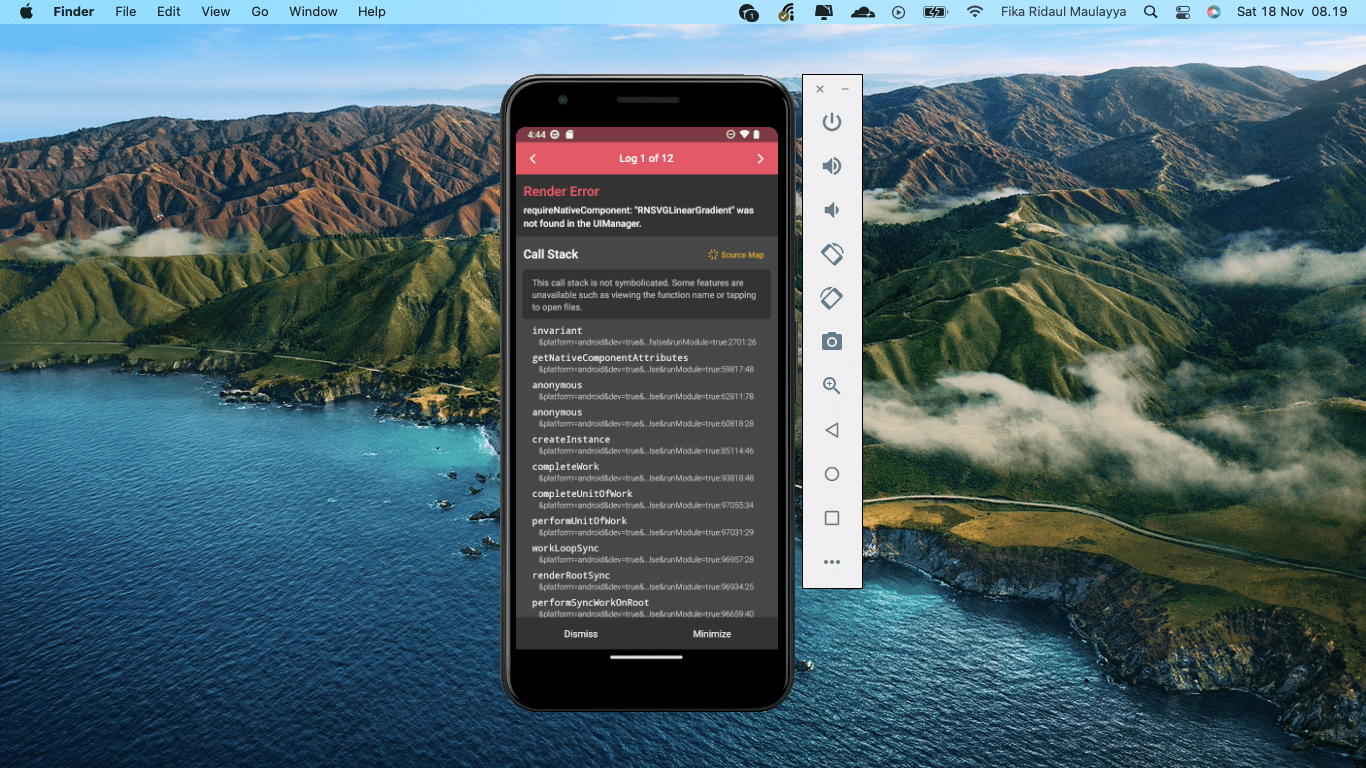 Finder File Edit View Go Window Help
1
Fika Ridaul Maulayya
Sat 18 Nov 08.19
4:44
Log 1 of 12
Render Error
requireNativeComponent: "RNSVGLinearGradient" was
not found in the UIManager.
Call Stack
Source Map
This call stack is not symbolicated. Some features are
unavailable such as viewing the function name or tapping
to open files.
invariant
&platform=android&dev=true&…false&runModule=true:2701:26
getNativeComponentAttributes
&platform=android&dev=true&…lse&runModule=true:59817:48
anonymous
&platform=android&dev=true&…lse&runModule=true:62811:78
anonymous
&platform=android&dev=true&…lse&runModule=true:60818:28
createInstance
&platform=android&dev=true&…lse&runModule=true:85114:46
completeWork
&platform=android&dev=true&…lse&runModule=true:93818:48
completeUnitOfWork
&platform=android&dev=true&…lse&runModule=true:97055:34
performUnitOfWork
&platform=android&dev=true&…lse&runModule=true:97031:29
workLoopSync
&platform=android&dev=true&…lse&runModule=true:96957:28
renderRootSync
&platform=android&dev=true&…lse&runModule=true:96934:25
performSyncWorkOnRoot
&platform=android&dev=true&…lse&runModule=true:96659:40
Dismiss
Minimize